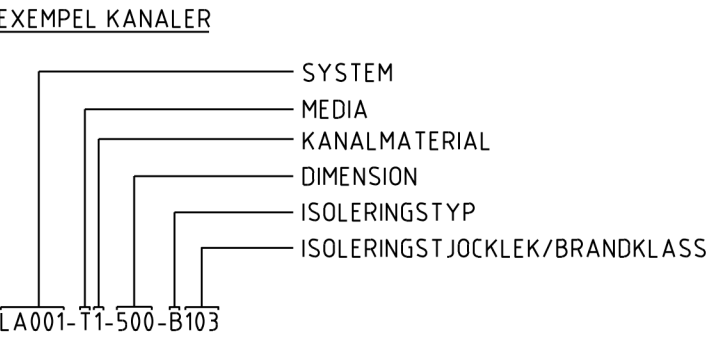 EXEMPEL KANALER
SYSTEM
MEDIA
KANALMATERIAL
DIMENSION
ISOLERINGSTYP
ISOLERINGSTJOCKLEK/BRANDKLASS
LA001-T1-500-B103